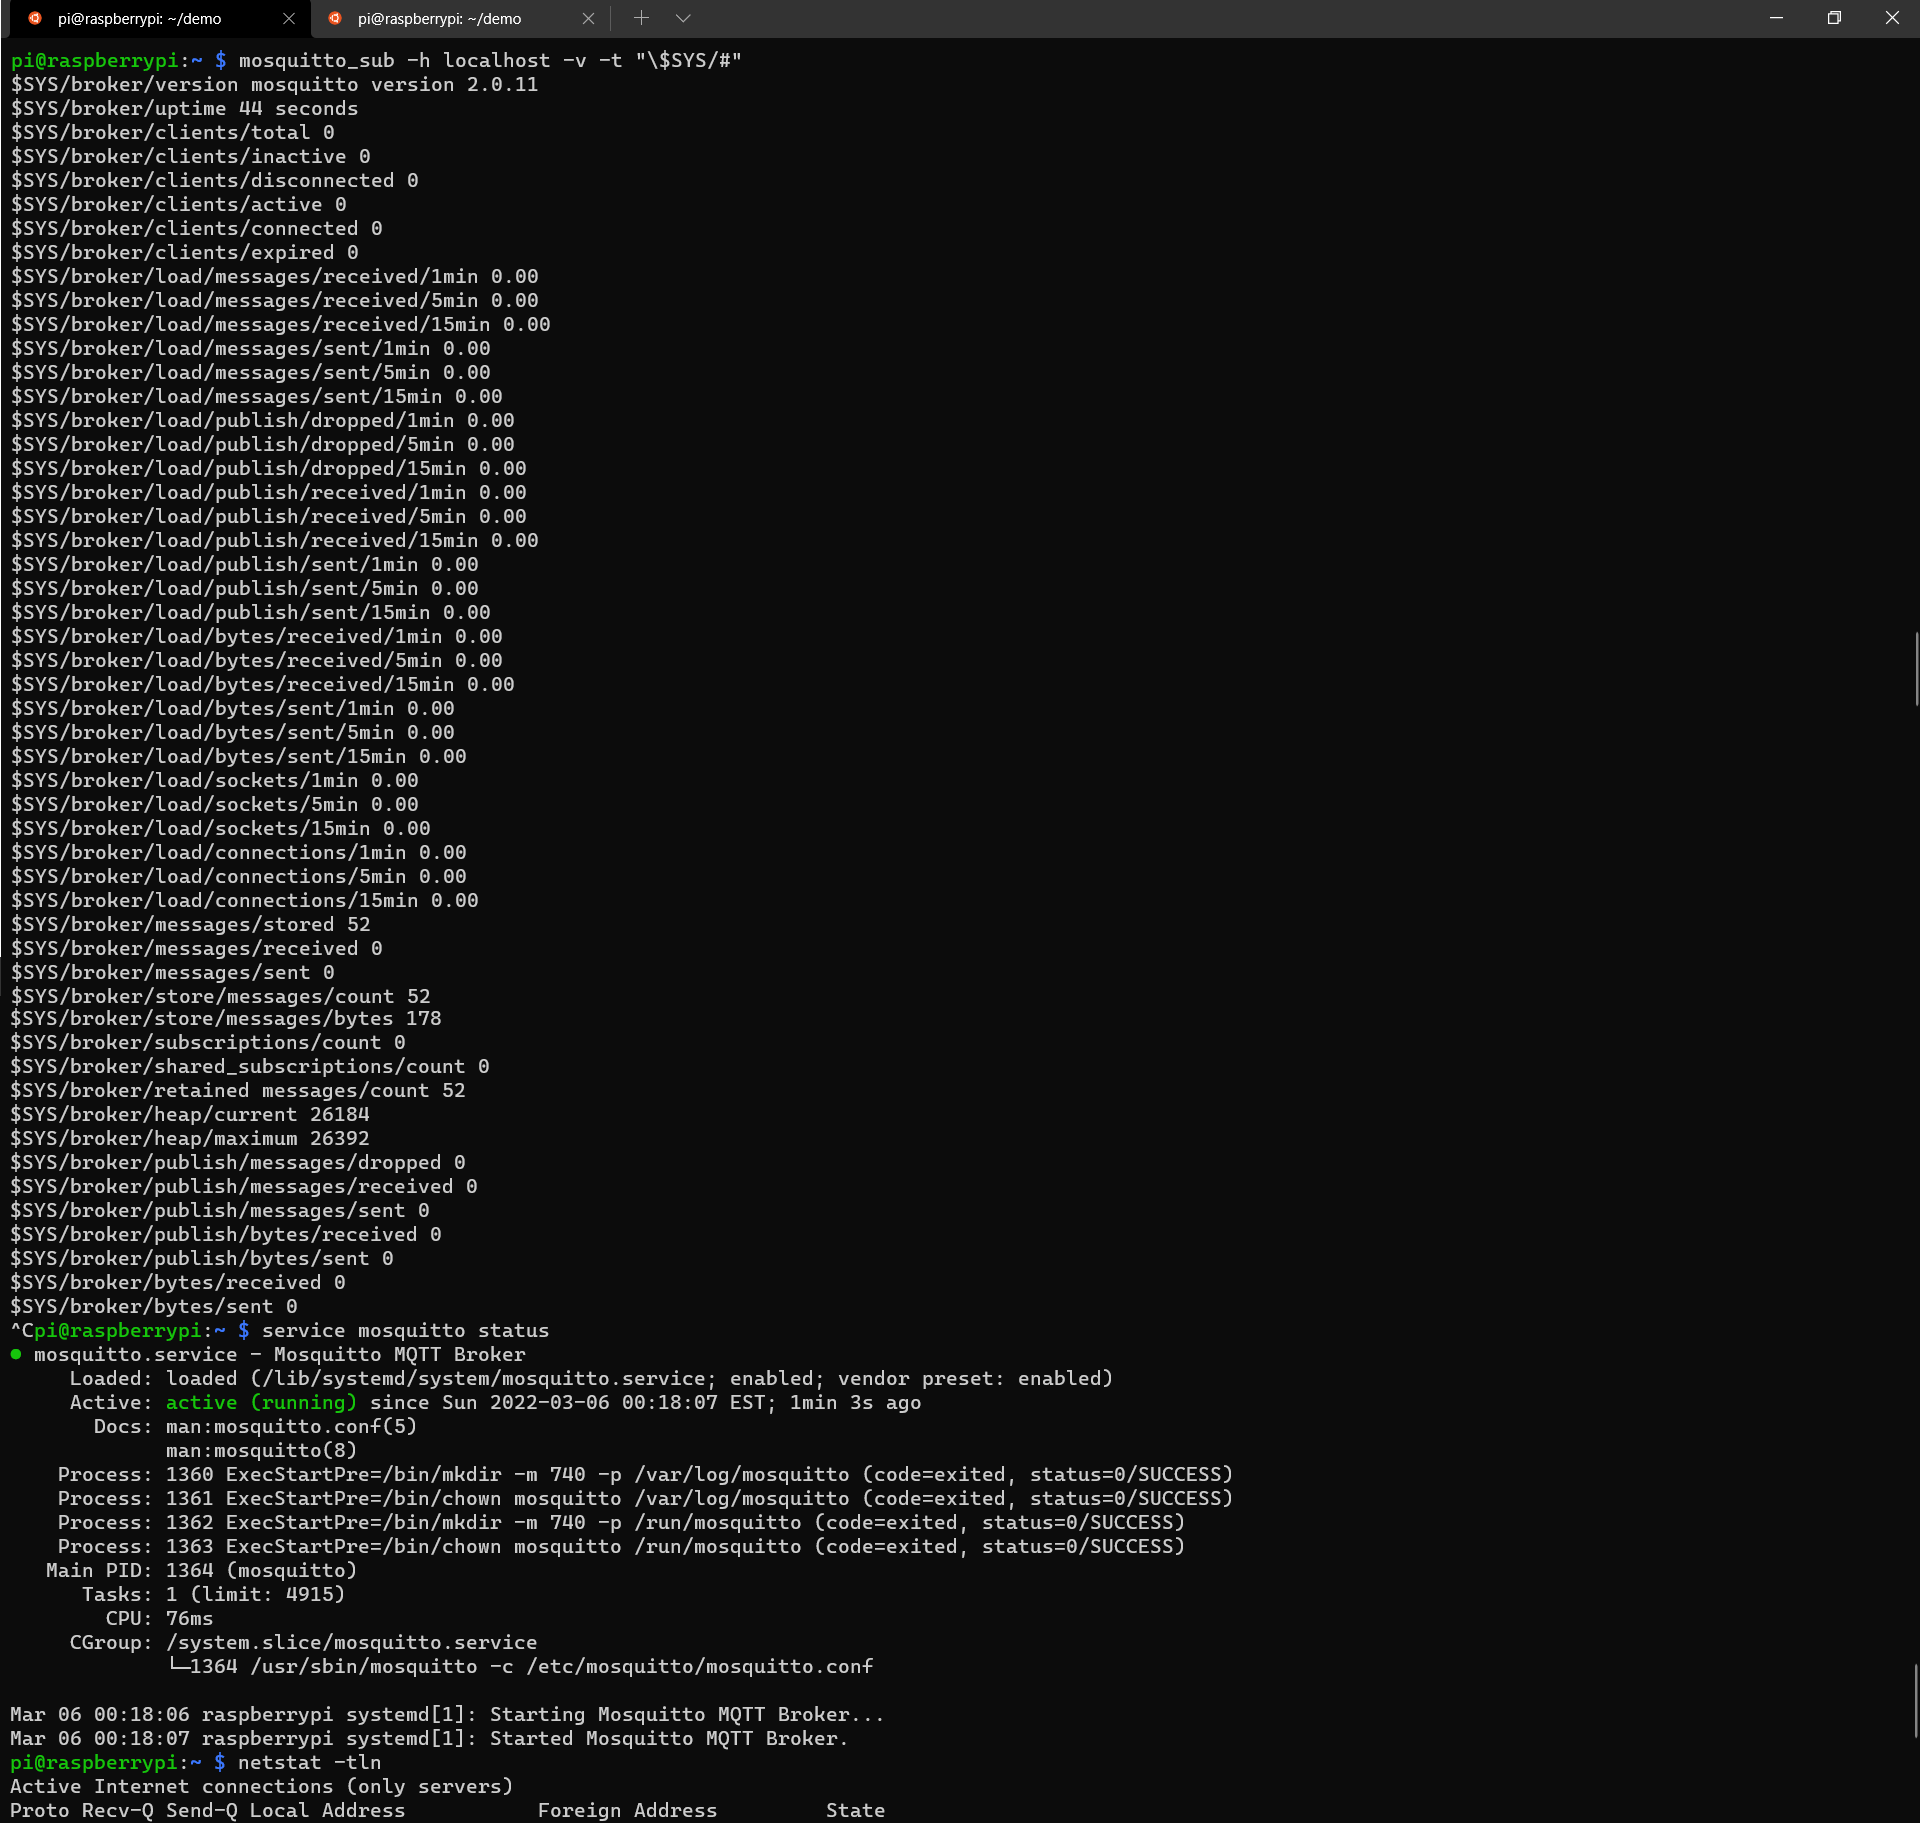 pi@raspberrypi: ~/demo
pi@raspberrypi: ~/demo
pi@raspberrypi:~ $ mosquitto_sub -h localhost -v -t "\$SYS/#"
$SYS/broker/version mosquitto version 2.0.11
$SYS/broker/uptime 44 seconds
$SYS/broker/clients/total 0
$SYS/broker/clients/inactive 0
$SYS/broker/clients/disconnected 0
$SYS/broker/clients/active 0
$SYS/broker/clients/connected 0
$SYS/broker/clients/expired 0
$SYS/broker/load/messages/received/1min 0.00
$SYS/broker/load/messages/received/5min 0.00
$SYS/broker/load/messages/received/15min 0.00
$SYS/broker/load/messages/sent/1min 0.00
$SYS/broker/load/messages/sent/5min 0.00
$SYS/broker/load/messages/sent/15min 0.00
$SYS/broker/load/publish/dropped/1min 0.00
$SYS/broker/load/publish/dropped/5min 0.00
$SYS/broker/load/publish/dropped/15min 0.00
$SYS/broker/load/publish/received/1min 0.00
$SYS/broker/load/publish/received/5min 0.00
$SYS/broker/load/publish/received/15min 0.00
$SYS/broker/load/publish/sent/1min 0.00
$SYS/broker/load/publish/sent/5min 0.00
$SYS/broker/load/publish/sent/15min 0.00
$SYS/broker/load/bytes/received/1min 0.00
$SYS/broker/load/bytes/received/5min 0.00
$SYS/broker/load/bytes/received/15min 0.00
$SYS/broker/load/bytes/sent/1min 0.00
$SYS/broker/load/bytes/sent/5min 0.00
$SYS/broker/load/bytes/sent/15min 0.00
$SYS/broker/load/sockets/1min 0.00
$SYS/broker/load/sockets/5min 0.00
$SYS/broker/load/sockets/15min 0.00
$SYS/broker/load/connections/1min 0.00
$SYS/broker/load/connections/5min 0.00
$SYS/broker/load/connections/15min 0.00
$SYS/broker/messages/stored 52
$SYS/broker/messages/received 0
$SYS/broker/messages/sent 0
$SYS/broker/store/messages/count 52
$SYS/broker/store/messages/bytes 178
$SYS/broker/subscriptions/count 0
$SYS/broker/shared_subscriptions/count 0
$SYS/broker/retained messages/count 52
$SYS/broker/heap/current 26184
$SYS/broker/heap/maximum 26392
$SYS/broker/publish/messages/dropped 0
$SYS/broker/publish/messages/received 0
$SYS/broker/publish/messages/sent 0
$SYS/broker/publish/bytes/received 0
$SYS/broker/publish/bytes/sent 0
$SYS/broker/bytes/received 0
$SYS/broker/bytes/sent 0
^Cpi@raspberrypi:~ $ service mosquitto status
● mosquitto.service - Mosquitto MQTT Broker
     Loaded: loaded (/lib/systemd/system/mosquitto.service; enabled; vendor preset: enabled)
     Active: active (running) since Sun 2022-03-06 00:18:07 EST; 1min 3s ago
       Docs: man:mosquitto.conf(5)
             man:mosquitto(8)
    Process: 1360 ExecStartPre=/bin/mkdir -m 740 -p /var/log/mosquitto (code=exited, status=0/SUCCESS)
    Process: 1361 ExecStartPre=/bin/chown mosquitto /var/log/mosquitto (code=exited, status=0/SUCCESS)
    Process: 1362 ExecStartPre=/bin/mkdir -m 740 -p /run/mosquitto (code=exited, status=0/SUCCESS)
    Process: 1363 ExecStartPre=/bin/chown mosquitto /run/mosquitto (code=exited, status=0/SUCCESS)
   Main PID: 1364 (mosquitto)
      Tasks: 1 (limit: 4915)
        CPU: 76ms
     CGroup: /system.slice/mosquitto.service
             └─1364 /usr/sbin/mosquitto -c /etc/mosquitto/mosquitto.conf
Mar 06 00:18:06 raspberrypi systemd[1]: Starting Mosquitto MQTT Broker...
Mar 06 00:18:07 raspberrypi systemd[1]: Started Mosquitto MQTT Broker.
pi@raspberrypi:~ $ netstat -tln
Active Internet connections (only servers)
Proto Recv-Q Send-Q Local Address           Foreign Address         State